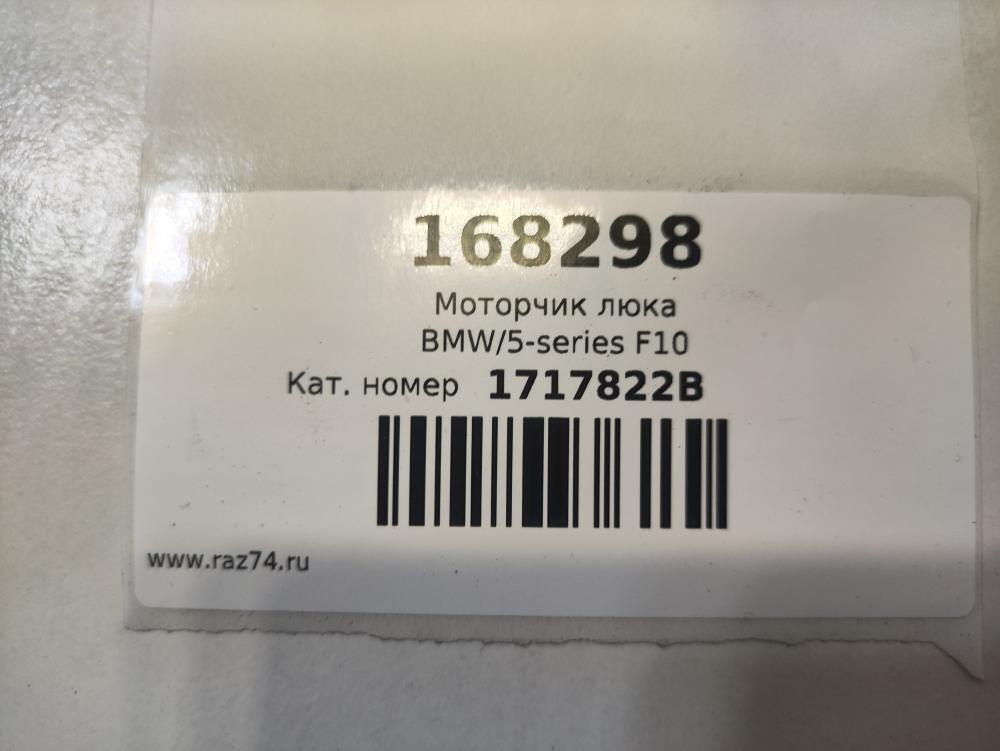 168298
Моторчик люка
BMW/5-series F10
Кат. номер 1717822B
www.raz74.ru